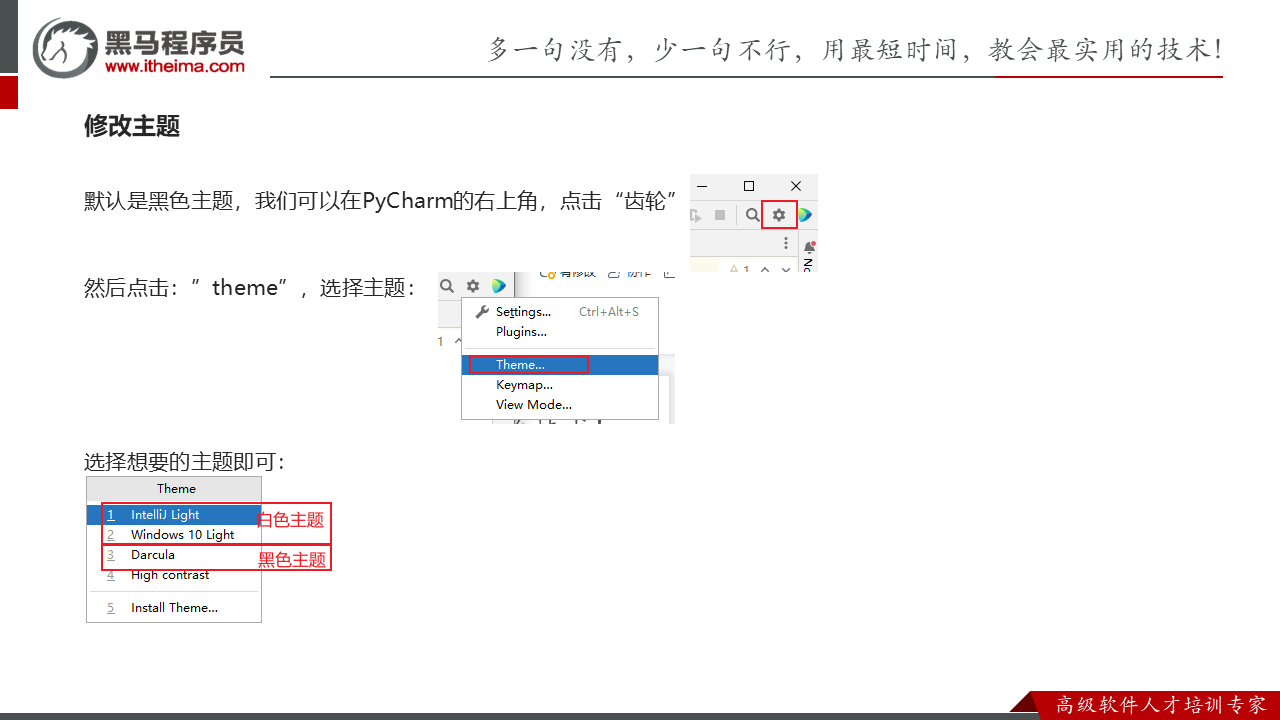 黑马程序员
www.itheima.com
多一句没有，少一句不行，用最短时间，教会最实用的技术！
修改主题
默认是黑色主题，我们可以在PyCharm的右上角，点击“齿轮”
1
然后点击：”theme”，选择主题：
Settings... Ctrl+Alt+S
Plugins...
1
Theme...
Keymap...
View Mode...
选择想要的主题即可：
Theme
1 IntelliJ Light 白色主题
2 Windows 10 Light
3 Darcula 黑色主题
4 High contrast
5 Install Theme...
高级软件人才培训专家